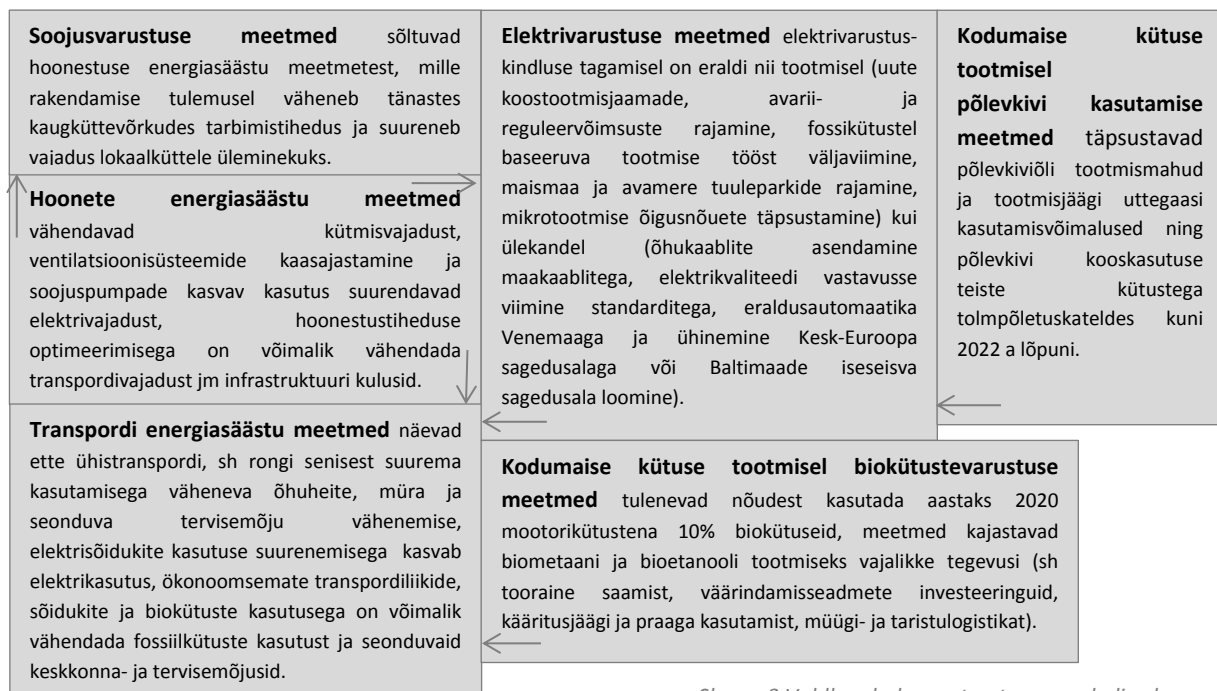 Soojusvarustuse meetmed sõltuvad
hoonestuse energiasäästu meetmetest, mille
rakendamise tulemusel väheneb tänastes
kaugküttevõrkudes tarbimistihedus ja suureneb
vajadus lokaalküttele üleminekuks.
Hoonete energiasäästu meetmed
vähendavad kütmisvajadust,
ventilatsioonisüsteemide kaasajastamine ja
soojuspumpade kasvav kasutus suurendavad
elektrivajadust, hoonestustiheduse
optimeerimisega on võimalik vähendada
transpordivajadust jm infrastruktuuri kulusid.
Transpordi energiasäästu meetmed näevad
ette ühistranspordi, sh rongi senisest suurema
kasutamisega väheneva õhuheite, müra ja
seonduva tervisemõju vähenemise,
elektrisõidukite kasutuse suurenemisega kasvab
elektrikasutus, ökonoomsemate transpordiliikide,
sõidukite ja biokütuste kasutusega on võimalik
vähendada fossiilkütuste kasutust ja seonduvaid
keskkonna- ja tervisemõjusid.
Elektrivarustuse meetmed elektrivarustus-
kindluse tagamisel on eraldi nii tootmisel (uute
koostootmisjaamade, avarii- ja
reguleervõimsuste rajamine, fossikütustel
baseeruva tootmise tööst väljaviimine,
maismaa ja avamere tuuleparkide rajamine,
mikrotootmise õigusnõuete täpsustamine) kui
ülekandel (õhukaablite asendamine
maakaablitega, elektrikvaliteedi vastavusse
viimine standarditega, eraldusautomaatika
Venemaaga ja ühinemine Kesk-Euroopa
sagedusalaga või Baltimaade iseseisva
sagedusala loomine).
Kodumaise kütuse
tootmisel
põlevkivi kasutamise
meetmed täpsustavad
põlevkiviõli tootmismahud
ja tootmisjäägi uttegaasi
kasutamisvõimalused ning
põlevkivi kooskasutuse
teiste kütustega
tolmpõletuskateldes kuni
2022 a lõpuni.
Kodumaise kütuse tootmisel biokütustevarustuse
meetmed tulenevad nõudest kasutada aastaks 2020
mootorikütustena 10% biokütuseid, meetmed kajastavad
biometaani ja bioetanooli tootmiseks vajalikke tegevusi (sh
tooraine saamist, väärindamisseadmete investeeringuid,
kääritusjäägi ja praaga kasutamist, müügi- ja taristulogistikat).